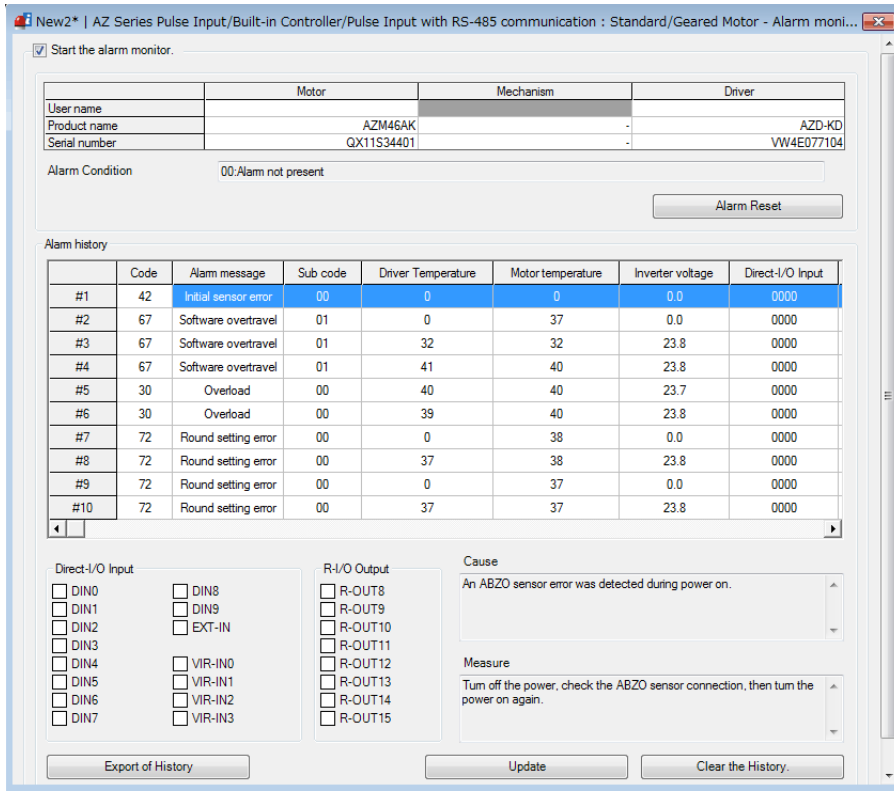 New2* | AZ Series Pulse Input/Built-in Controller/Pulse Input with RS-485 communication : Standard/Geared Motor - Alarm moni...
Start the alarm monitor.
Motor Mechanism Driver
User name
Product name AZM46AK - AZD-KD
Serial number QX11S34401 - VW4E077104
Alarm Condition 00:Alarm not present
Alarm Reset
Alarm history
Code Alarm message Sub code Driver Temperature Motor temperature Inverter voltage Direct-I/O Input
#1 42 Initial sensor error 00 0 0 0.0 0000
#2 67 Software overtravel 01 0 37 0.0 0000
#3 67 Software overtravel 01 32 32 23.8 0000
#4 67 Software overtravel 01 41 40 23.8 0000
#5 30 Overload 00 40 40 23.7 0000
#6 30 Overload 00 39 40 23.8 0000
#7 72 Round setting error 00 0 38 0.0 0000
#8 72 Round setting error 00 37 38 23.8 0000
#9 72 Round setting error 00 0 37 0.0 0000
#10 72 Round setting error 00 37 37 23.8 0000
Direct-I/O Input
DIN0 DIN8
DIN1 DIN9
DIN2 EXT-IN
DIN3
DIN4 VIR-IN0
DIN5 VIR-IN1
DIN6 VIR-IN2
DIN7 VIR-IN3
R-I/O Output
R-OUT8
R-OUT9
R-OUT10
R-OUT11
R-OUT12
R-OUT13
R-OUT14
R-OUT15
Cause
An ABZO sensor error was detected during power on.
Measure
Turn off the power, check the ABZO sensor connection, then turn the
power on again.
Export of History Update Clear the History.